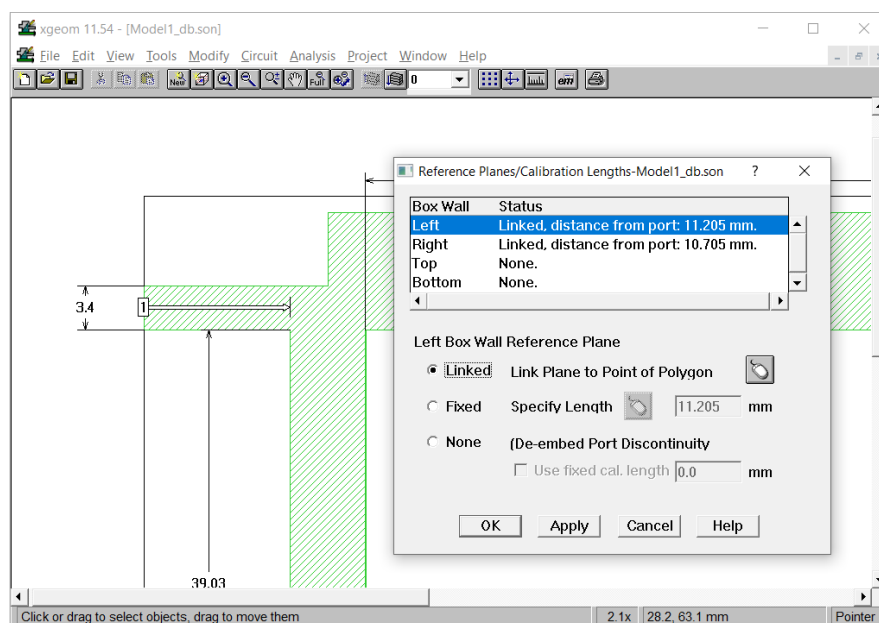 xgeom 11.54 - [Model1_db.son]
File Edit View Tools Modify Circuit Analysis Project Window Help
New Full 0 em
Reference Planes/Calibration Lengths-Model1_db.son ?
Box Wall Status
Left Linked, distance from port: 11.205 mm.
Right Linked, distance from port: 10.705 mm.
Top None.
Bottom None.
3.4
1
Left Box Wall Reference Plane
Linked Link Plane to Point of Polygon
Fixed Specify Length 11.205 mm
None (De-embed Port Discontinuity
Use fixed cal. length 0.0 mm
OK Apply Cancel Help
39.03
Click or drag to select objects, drag to move them 2.1x 28.2, 63.1 mm Pointer